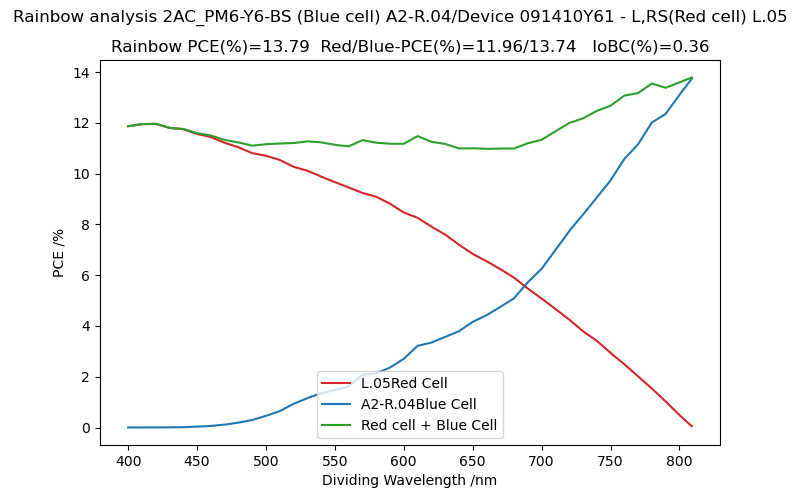 Rainbow analysis 2AC_PM6-Y6-BS (Blue cell) A2-R.04/Device 091410Y61 - L,RS(Red cell) L.05
Rainbow PCE(%)=13.79  Red/Blue-PCE(%)=11.96/13.74   IoBC(%)=0.36
PCE /%
14
12
10
8
6
4
2
0
L.05Red Cell
A2-R.04Blue Cell
Red cell + Blue Cell
400
450
500
550
600
650
700
750
800
Dividing Wavelength /nm